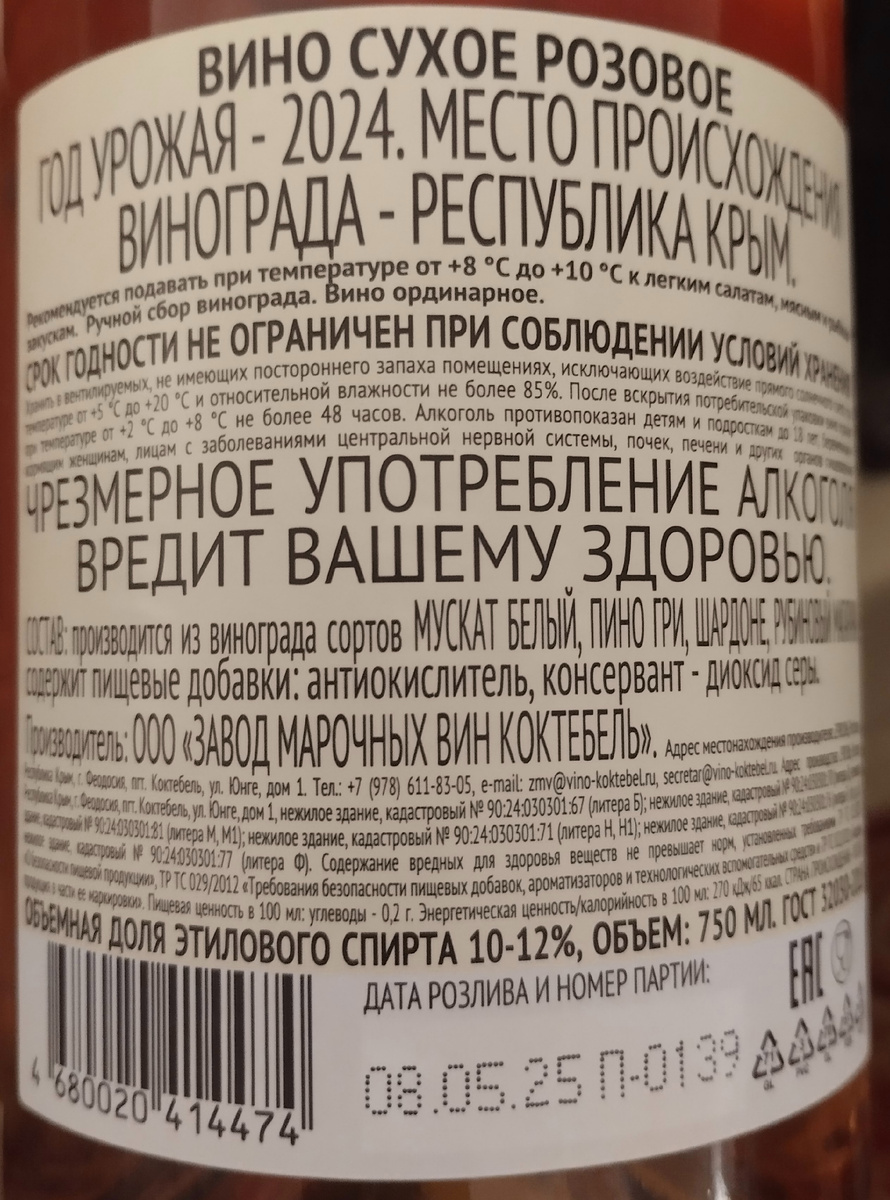 ВИНО СУХОЕ РОЗОВОЕ
ГОД УРОЖАЯ - 2024. МЕСТО ПРОИСХОЖДЕНИЯ
ВИНОГРАДА - РЕСПУБЛИКА КРЫМ.
Рекомендуется подавать при температуре от +8 °C до +10 °C к легким салатам, мясным и рыбным
закускам. Ручной сбор винограда. Вино ординарное.
СРОК ГОДНОСТИ НЕ ОГРАНИЧЕН ПРИ СОБЛЮДЕНИИ УСЛОВИЙ ХРАНЕНИЯ
Хранить в вентилируемых, не имеющих постороннего запаха помещениях, исключающих воздействие прямого солнечного
температуре от +5 °C до +20 °C и относительной влажности не более 85%. После вскрытия потребительской упаковки
при температуре от +2 °C до +8 °C не более 48 часов. Алкоголь противопоказан детям и подросткам до 18 лет,
кормящим женщинам, лицам с заболеваниями центральной нервной системы, почек, печени и других органов
ЧРЕЗМЕРНОЕ УПОТРЕБЛЕНИЕ АЛКОГОЛЯ
ВРЕДИТ ВАШЕМУ ЗДОРОВЬЮ.
СОСТАВ: производится из винограда сортов МУСКАТ БЕЛЫЙ, ПИНО ГРИ, ШАРДОНЕ, РУБИНОВЫЙ
содержит пищевые добавки: антиокислитель, консервант - диоксид серы.
Производитель: ООО «ЗАВОД МАРОЧНЫХ ВИН КОКТЕБЕЛЬ». Адрес местонахождения производителя:
Республика Крым, г. Феодосия, пгт. Коктебель, ул. Юнге, дом 1. Тел.: +7 (978) 611-83-05, e-mail: zmv@vino-koktebel.ru, secretar@vino-koktebel.ru. Адрес производства:
Республика Крым, г. Феодосия, пгт. Коктебель, ул. Юнге, дом 1, нежилое здание, кадастровый № 90:24:030301:67 (литера Б); нежилое здание, кадастровый №
здание, кадастровый № 90:24:030301:81 (литера М, М1); нежилое здание, кадастровый № 90:24:030301:71 (литера Н, Н1); нежилое здание, кадастровый №
нежилое здание, кадастровый № 90:24:030301:77 (литера Ф). Содержание вредных для здоровья веществ не превышает норм, установленных требованиями
безопасности пищевой продукции», ТР ТС 029/2012 «Требования безопасности пищевых добавок, ароматизаторов и технологических вспомогательных средств»
продукция в части ее маркировки». Пищевая ценность в 100 мл: углеводы - 0,2 г. Энергетическая ценность/калорийность в 100 мл: 270 кДж/65 ккал. СТРАНА
ОБЪЕМНАЯ ДОЛЯ ЭТИЛОВОГО СПИРТА 10-12%, ОБЪЕМ: 750 МЛ. ГОСТ
ДАТА РОЗЛИВА И НОМЕР ПАРТИИ:
EAC
08.05.25 П-0139
4 680020 414474